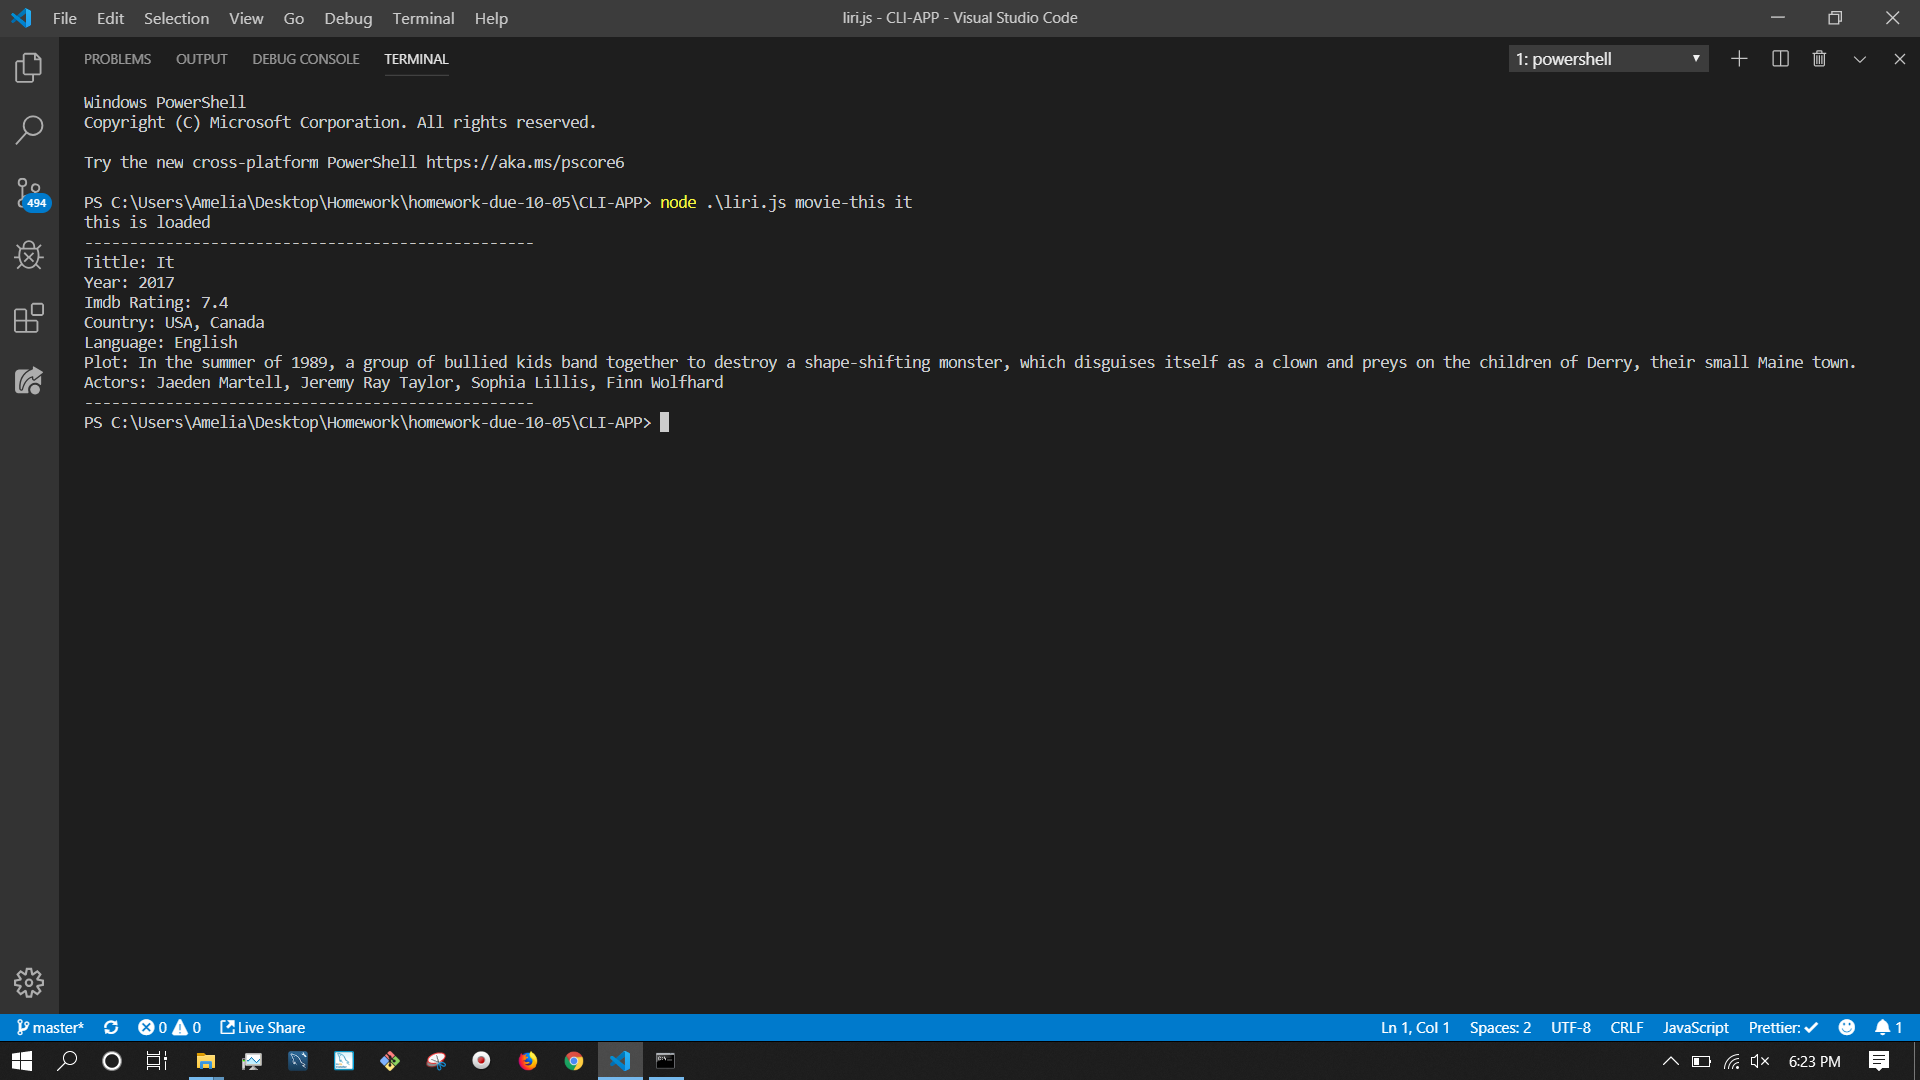 File Edit Selection View Go Debug Terminal Help
liri.js - CLI-APP - Visual Studio Code
PROBLEMS OUTPUT DEBUG CONSOLE TERMINAL
1: powershell
Windows PowerShell
Copyright (C) Microsoft Corporation. All rights reserved.
Try the new cross-platform PowerShell https://aka.ms/pscore6
PS C:\Users\Amelia\Desktop\Homework\homework-due-10-05\CLI-APP> node .\liri.js movie-this it
this is loaded
--------------------------------------------------
Tittle: It
Year: 2017
Imdb Rating: 7.4
Country: USA, Canada
Language: English
Plot: In the summer of 1989, a group of bullied kids band together to destroy a shape-shifting monster, which disguises itself as a clown and preys on the children of Derry, their small Maine town.
Actors: Jaeden Martell, Jeremy Ray Taylor, Sophia Lillis, Finn Wolfhard
--------------------------------------------------
PS C:\Users\Amelia\Desktop\Homework\homework-due-10-05\CLI-APP>
494
master* 0 0 Live Share
Ln 1, Col 1 Spaces: 2 UTF-8 CRLF JavaScript Prettier: 1
6:23 PM